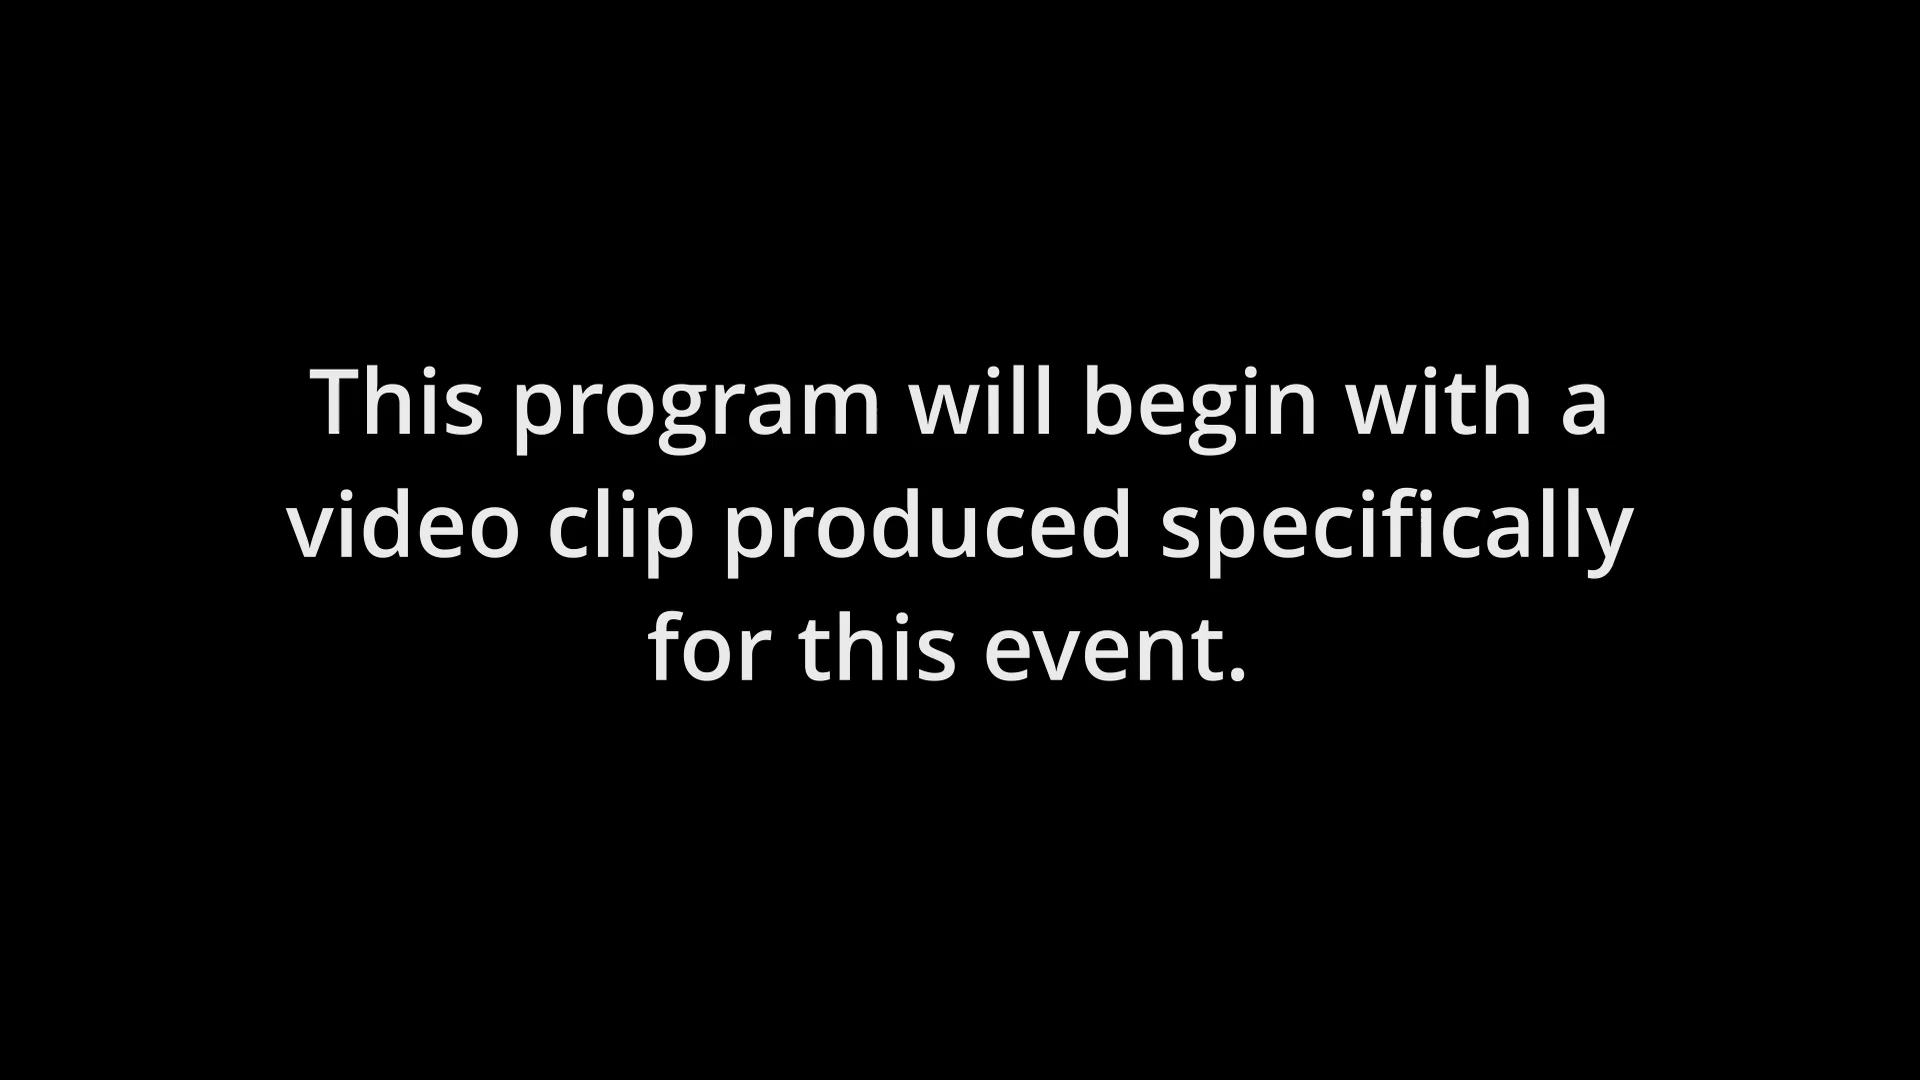 This program will begin with a
video clip produced specifically
for this event.